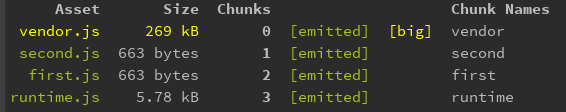 Asset Size Chunks Chunk Names
vendor.js 269 kB 0 [emitted] [big] vendor
second.js 663 bytes 1 [emitted] second
first.js 663 bytes 2 [emitted] first
runtime.js 5.78 kB 3 [emitted] runtime